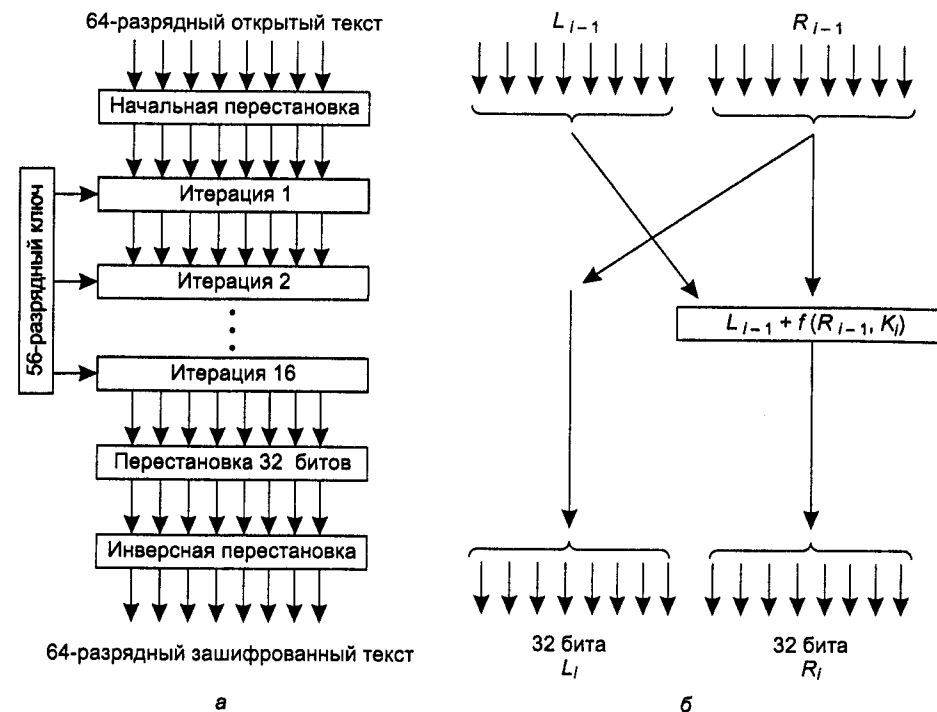 64-разрядный открытый текст
Начальная перестановка
56-разрядный ключ
Итерация 1
Итерация 2
Итерация 16
Перестановка 32 битов
Инверсная перестановка
64-разрядный зашифрованный текст
а
L i – 1
R i – 1
L i – 1 + f (R i – 1, K i)
32 бита
L i
32 бита
R i
б